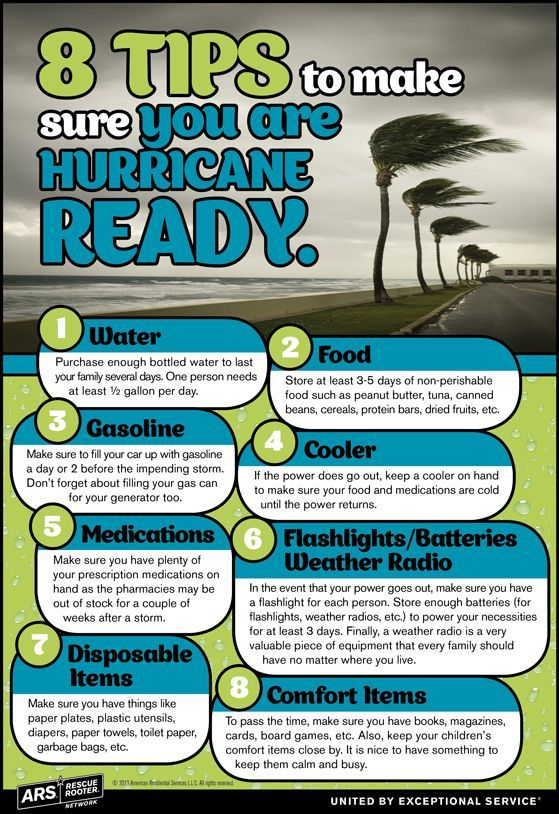 8 TIPS to make
sure you are
HURRICANE
READY.
1 Water
Purchase enough bottled water to last
your family several days. One person needs
at least ½ gallon per day.
2 Food
Store at least 3-5 days of non-perishable
food such as peanut butter, tuna, canned
beans, cereals, protein bars, dried fruits, etc.
3 Gasoline
Make sure to fill your car up with gasoline
a day or 2 before the impending storm.
Don't forget about filling your gas can
for your generator too.
4 Cooler
If the power does go out, keep a cooler on hand
to make sure your food and medications are cold
until the power returns.
5 Medications
Make sure you have plenty of
your prescription medications on
hand as the pharmacies may be
out of stock for a couple of
weeks after a storm.
6 Flashlights/Batteries
Weather Radio
In the event that your power goes out, make sure you have
a flashlight for each person. Store enough batteries (for
flashlights, weather radios, etc.) to power your necessities
for at least 3 days. Finally, a weather radio is a very
valuable piece of equipment that every family should
have no matter where you live.
7 Disposable
Items
Make sure you have things like
paper plates, plastic utensils,
diapers, paper towels, toilet paper,
garbage bags, etc.
8 Comfort Items
To pass the time, make sure you have books, magazines,
cards, board games, etc. Also, keep your children's
comfort items close by. It is nice to have something to
keep them calm and busy.
© 2015 American Residential Services L.L.C. All rights reserved.
ARS RESCUE
ROOTER.
NETWORK
UNITED BY EXCEPTIONAL SERVICE®